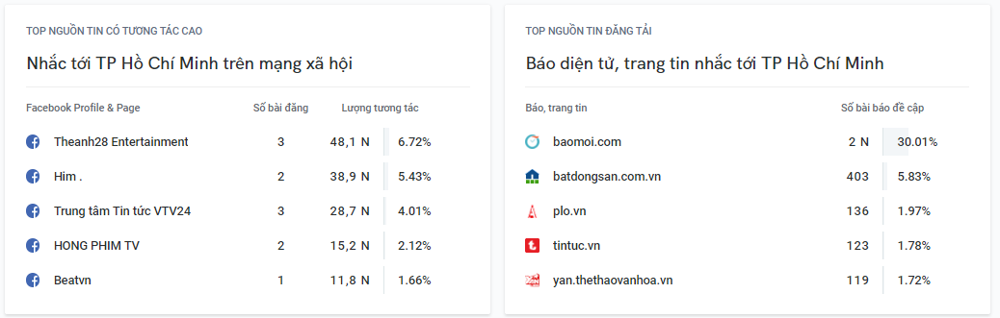 TOP NGUỒN TIN CÓ TƯƠNG TÁC CAO
Nhắc tới TP Hồ Chí Minh trên mạng xã hội
Facebook Profile & Page Số bài đăng Lượng tương tác
Theanh28 Entertainment 3 48,1 N 6.72%
Him . 2 38,9 N 5.43%
Trung tâm Tin tức VTV24 3 28,7 N 4.01%
HONG PHIM TV 2 15,2 N 2.12%
Beatvn 1 11,8 N 1.66%
TOP NGUỒN TIN ĐĂNG TẢI
Báo điện tử, trang tin nhắc tới TP Hồ Chí Minh
Báo, trang tin Số bài báo đề cập
baomoi.com 2 N 30.01%
batdongsan.com.vn 403 5.83%
plo.vn 136 1.97%
tintuc.vn 123 1.78%
yan.thethaovanhoa.vn 119 1.72%